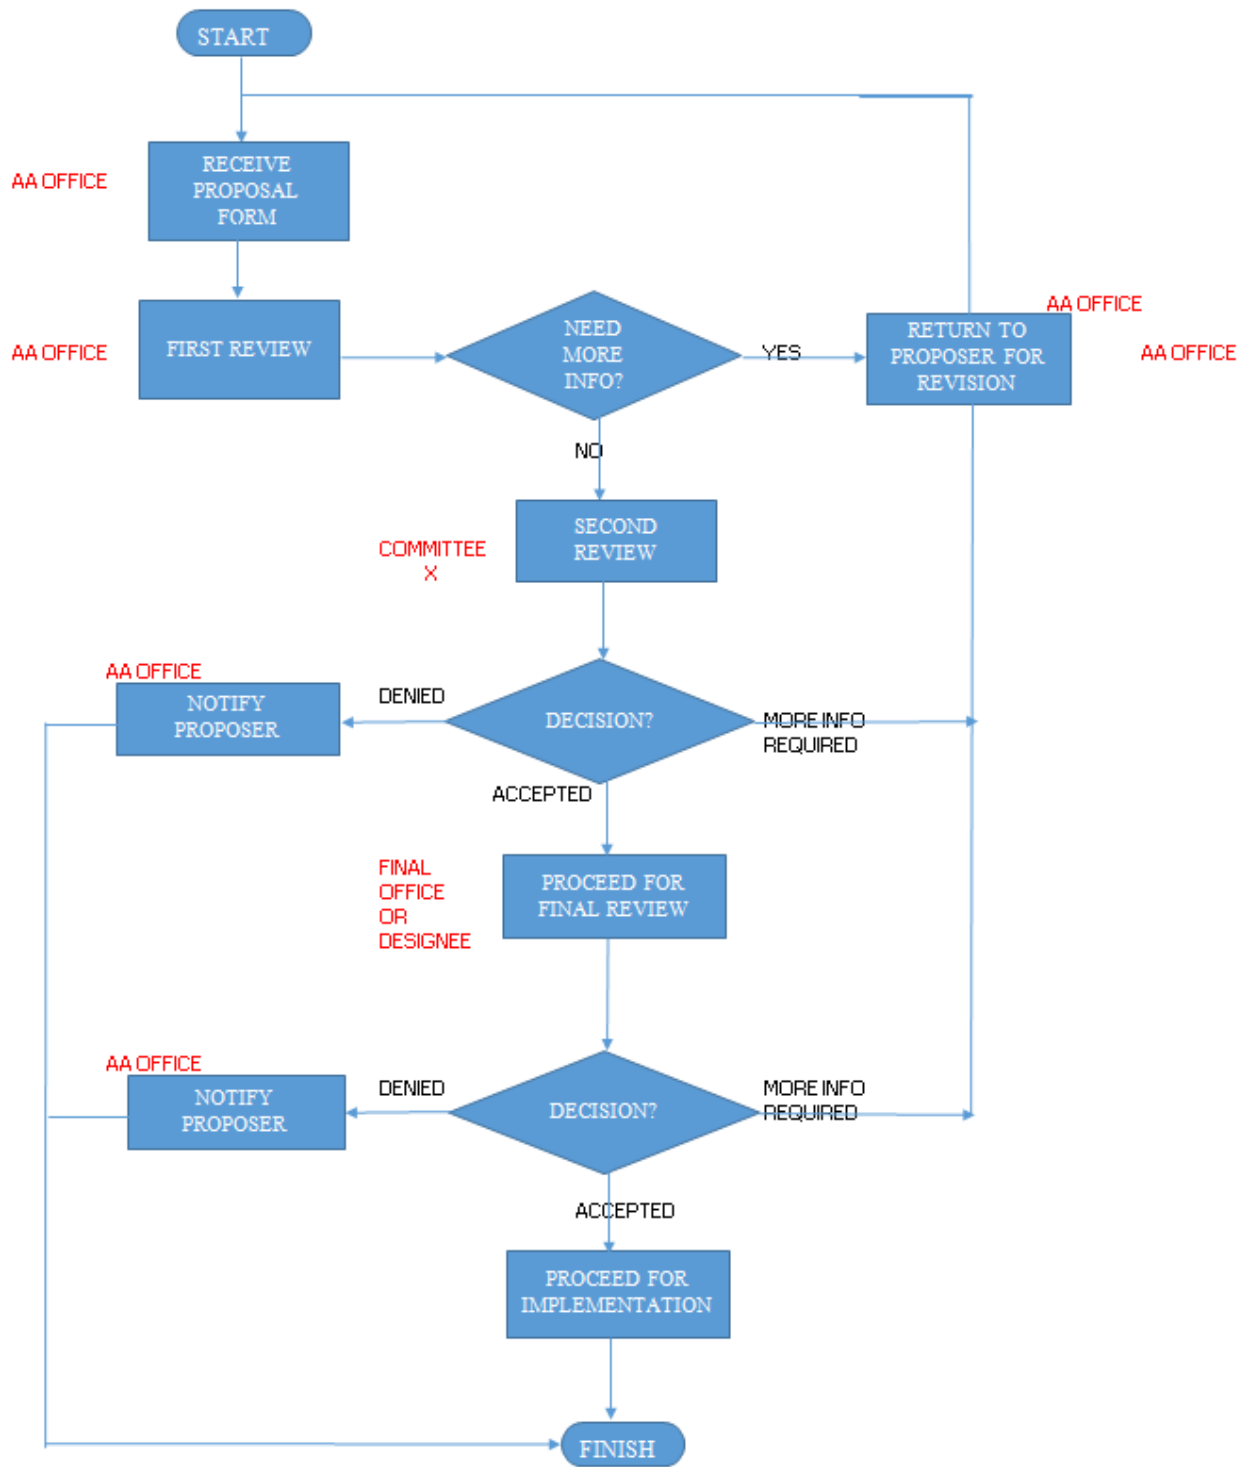 START
RECEIVE
PROPOSAL
FORM
AA OFFICE
AA OFFICE
FIRST REVIEW
NEED
MORE
INFO?
YES
AA OFFICE
RETURN TO
PROPOSER FOR
REVISION
AA OFFICE
NO
SECOND
REVIEW
COMMITTEE
X
AA OFFICE
NOTIFY
PROPOSER
DENIED
DECISION?
MORE INFO
REQUIRED
ACCEPTED
FINAL
OFFICE
OR
DESIGNEE
PROCEED FOR
FINAL REVIEW
AA OFFICE
NOTIFY
PROPOSER
DENIED
DECISION?
MORE INFO
REQUIRED
ACCEPTED
PROCEED FOR
IMPLEMENTATION
FINISH